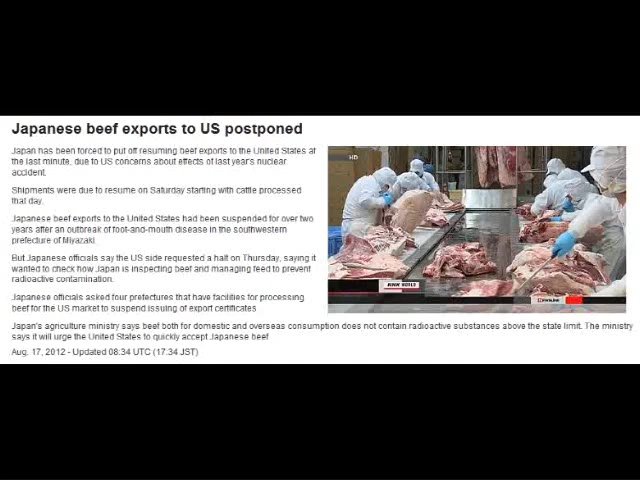 Japanese beef exports to US postponed
Japan has been forced to put off resuming beef exports to the United States at
the last minute, due to US concerns about effects of last year's nuclear
accident.
Shipments were due to resume on Saturday starting with cattle processed
that day.
Japanese beef exports to the United States had been suspended for over two
years after an outbreak of foot-and-mouth disease in the southwestern
prefecture of Miyazaki.
But Japanese officials say the US side requested a halt on Thursday, saying it
wanted to check how Japan is inspecting beef and managing feed to prevent
radioactive contamination.
Japanese officials asked four prefectures that have facilities for processing
beef for the US market to suspend issuing of export certificates
HD
NHK WORLD
Japan's agriculture ministry says beef both for domestic and overseas consumption does not contain radioactive substances above the state limit. The ministry
says it will urge the United States to quickly accept Japanese beef
Aug. 17, 2012 - Updated 08:34 UTC (17:34 JST)